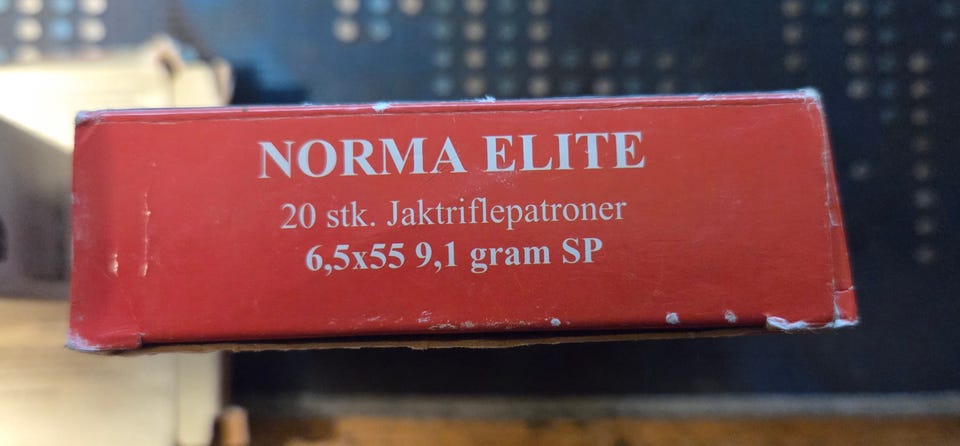 NORMA ELITE
20 stk. Jaktriflepatroner
6,5x55 9,1 gram SP